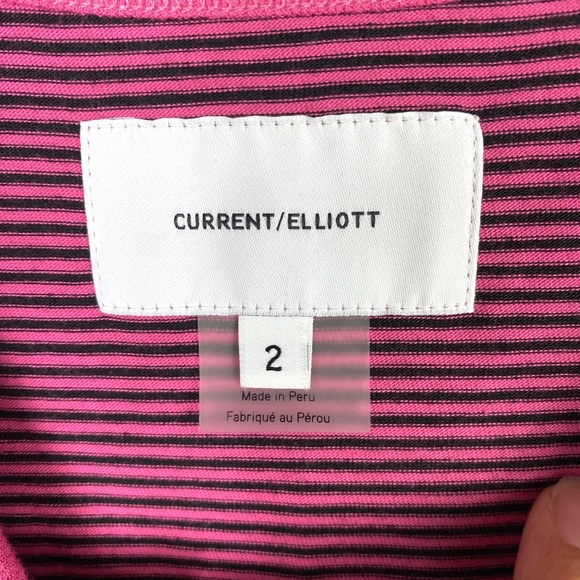 CURRENT/ELLIOTT
2
Made in Peru
Fabriqué au Pérou